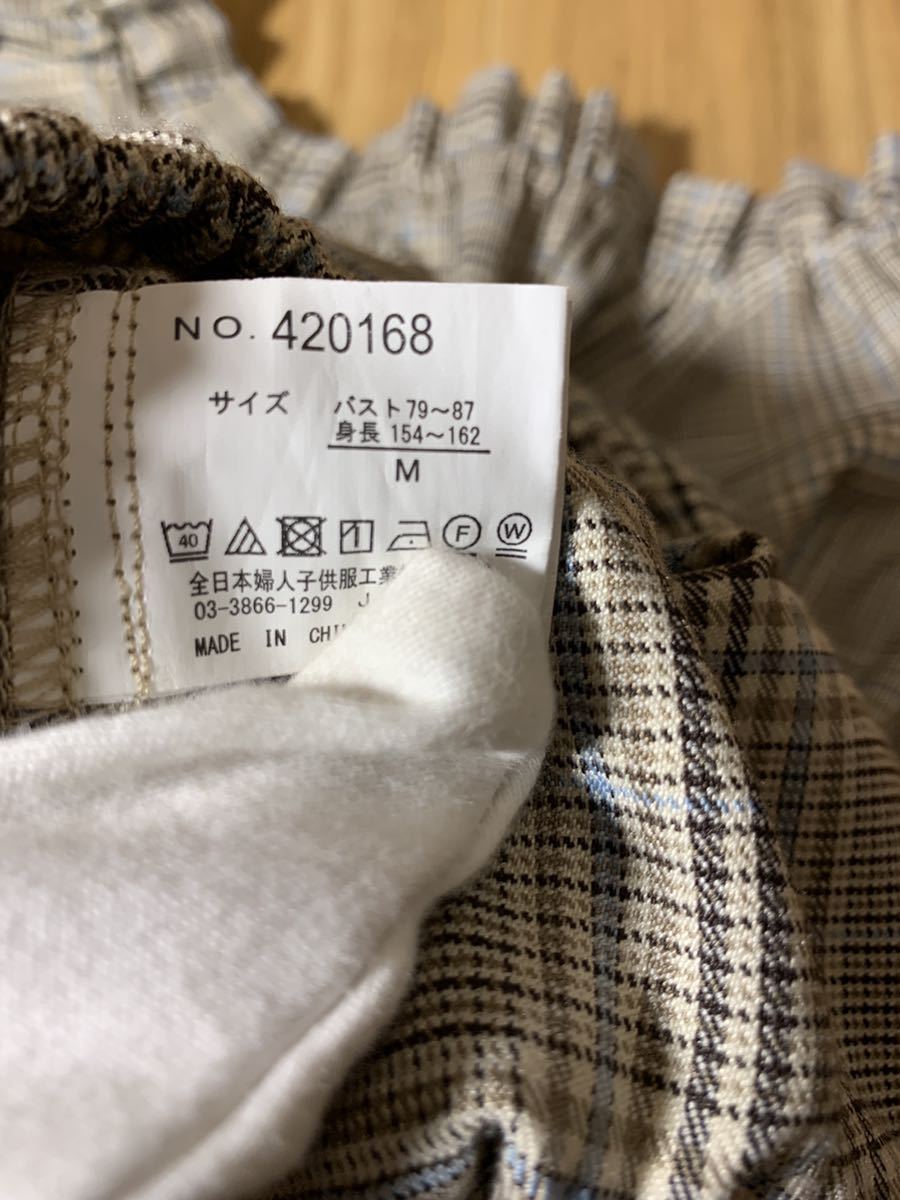 NO. 420168
サイズ バスト79～87
身長 154～162
M
40
F W
全日本婦人子供服工業
03-3866-1299
MADE IN